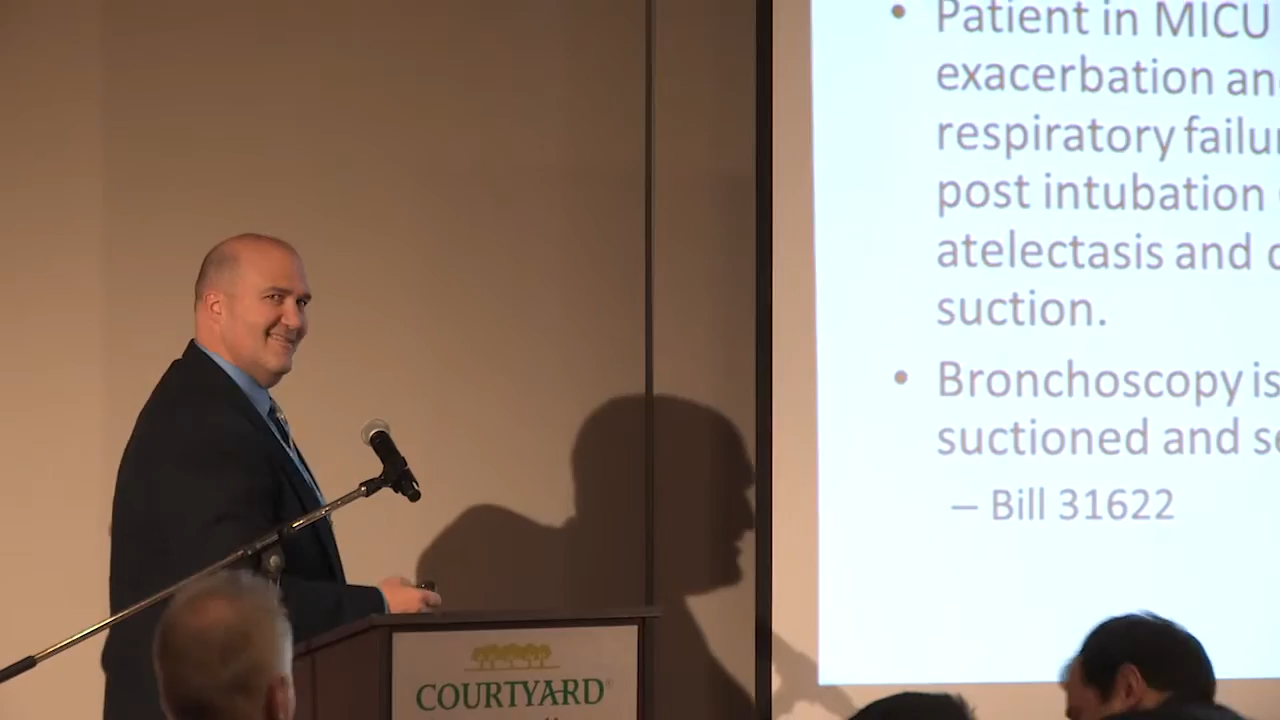 • Patient in MICU
exacerbation an
respiratory failu
post intubation
atelectasis and
suction.
• Bronchoscopy is
suctioned and s
– Bill 31622
COURTYARD®